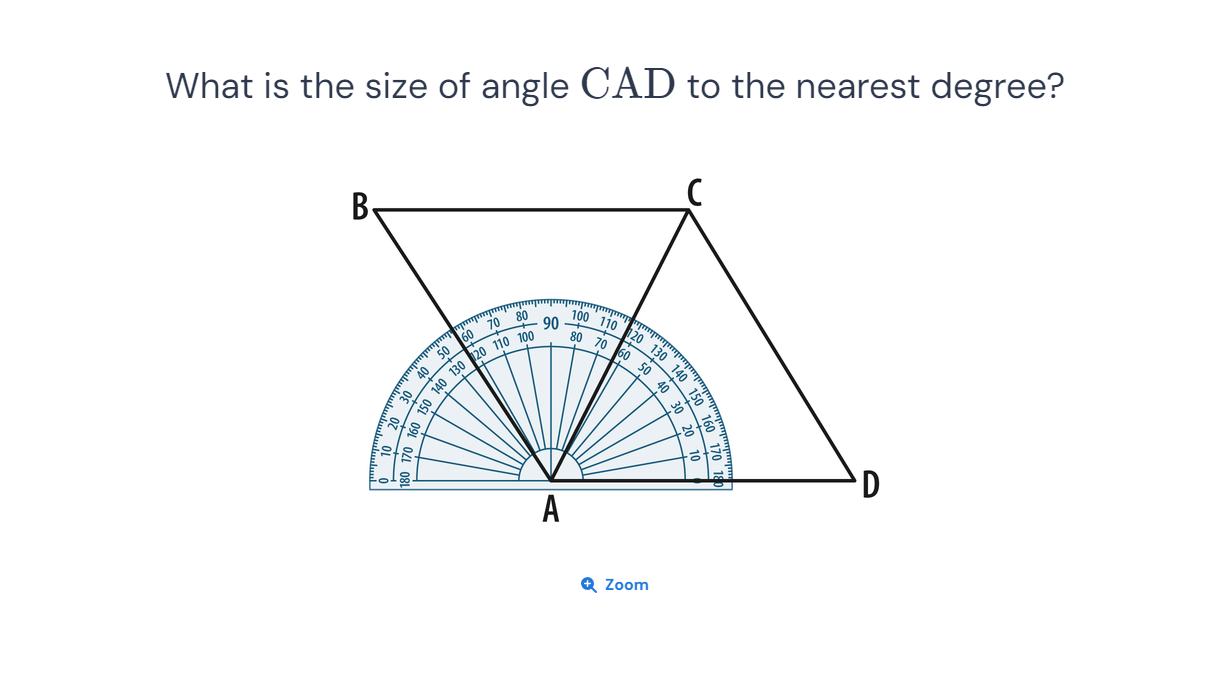 What is the size of angle CAD to the nearest degree?
B
C
0 10 20 30 40 50 60 70 80 90 100 110 120 130 140 150 160 170 180
180 170 160 150 140 130 120 110 100 80 70 60 50 40 30 20 10 0
A
D
Zoom